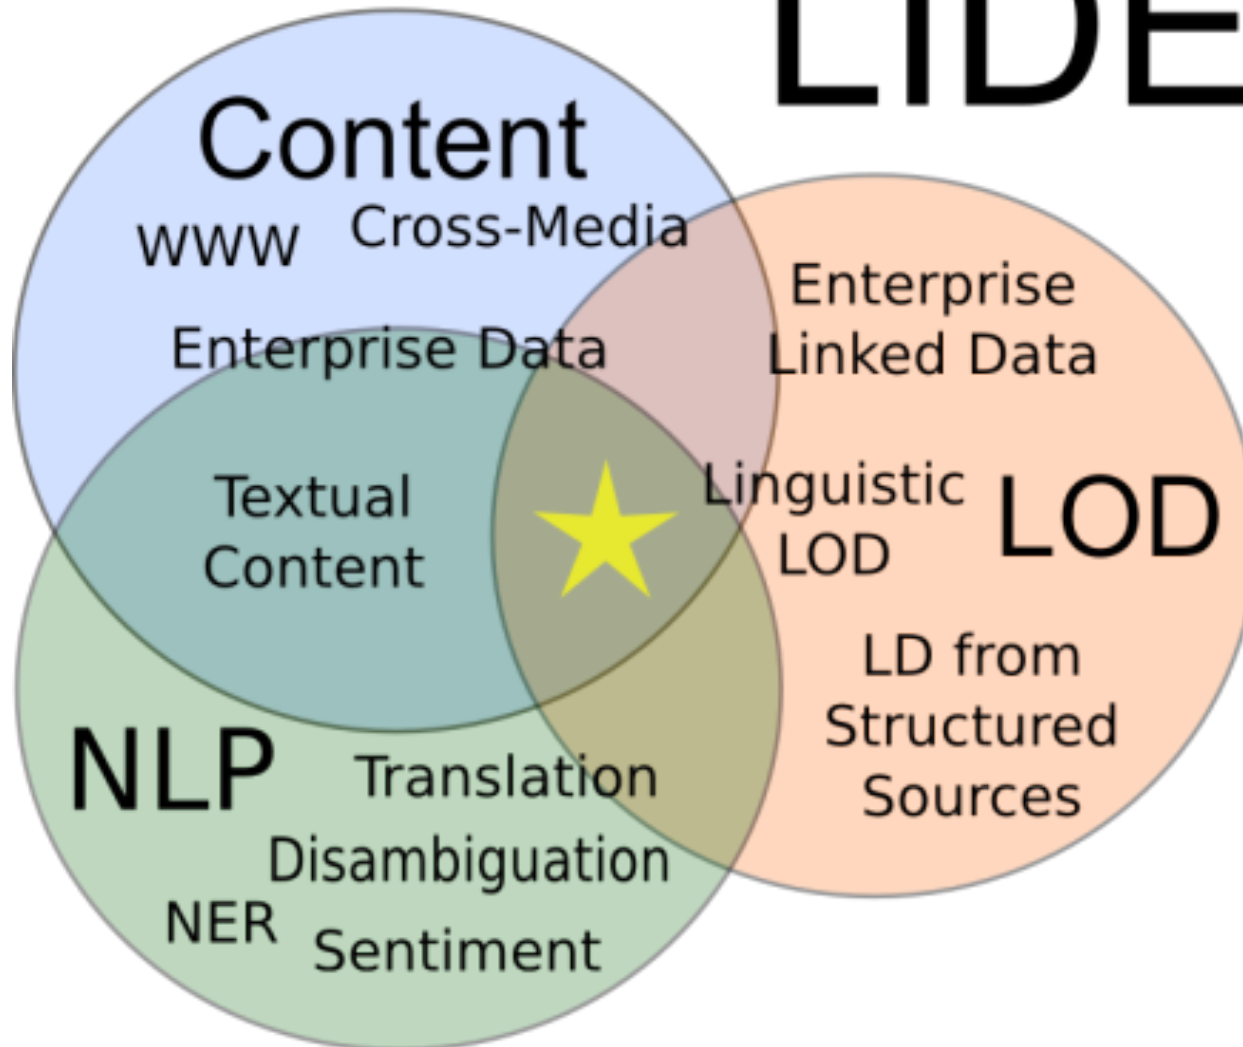 LIDE
Content
WWW
Cross-Media
Enterprise Data
Enterprise
Linked Data
Textual
Content
Linguistic
LOD
LOD
LD from
Structured
Sources
NLP
Translation
Disambiguation
NER
Sentiment